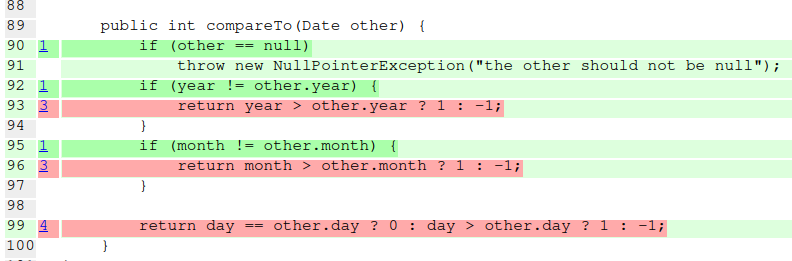 88
89 public int compareTo(Date other) {
90 1 if (other == null)
91 throw new NullPointerException("the other should not be null");
92 1 if (year != other.year) {
93 3 return year > other.year ? 1 : -1;
94 }
95 1 if (month != other.month) {
96 3 return month > other.month ? 1 : -1;
97 }
98
99 4 return day == other.day ? 0 : day > other.day ? 1 : -1;
100 }